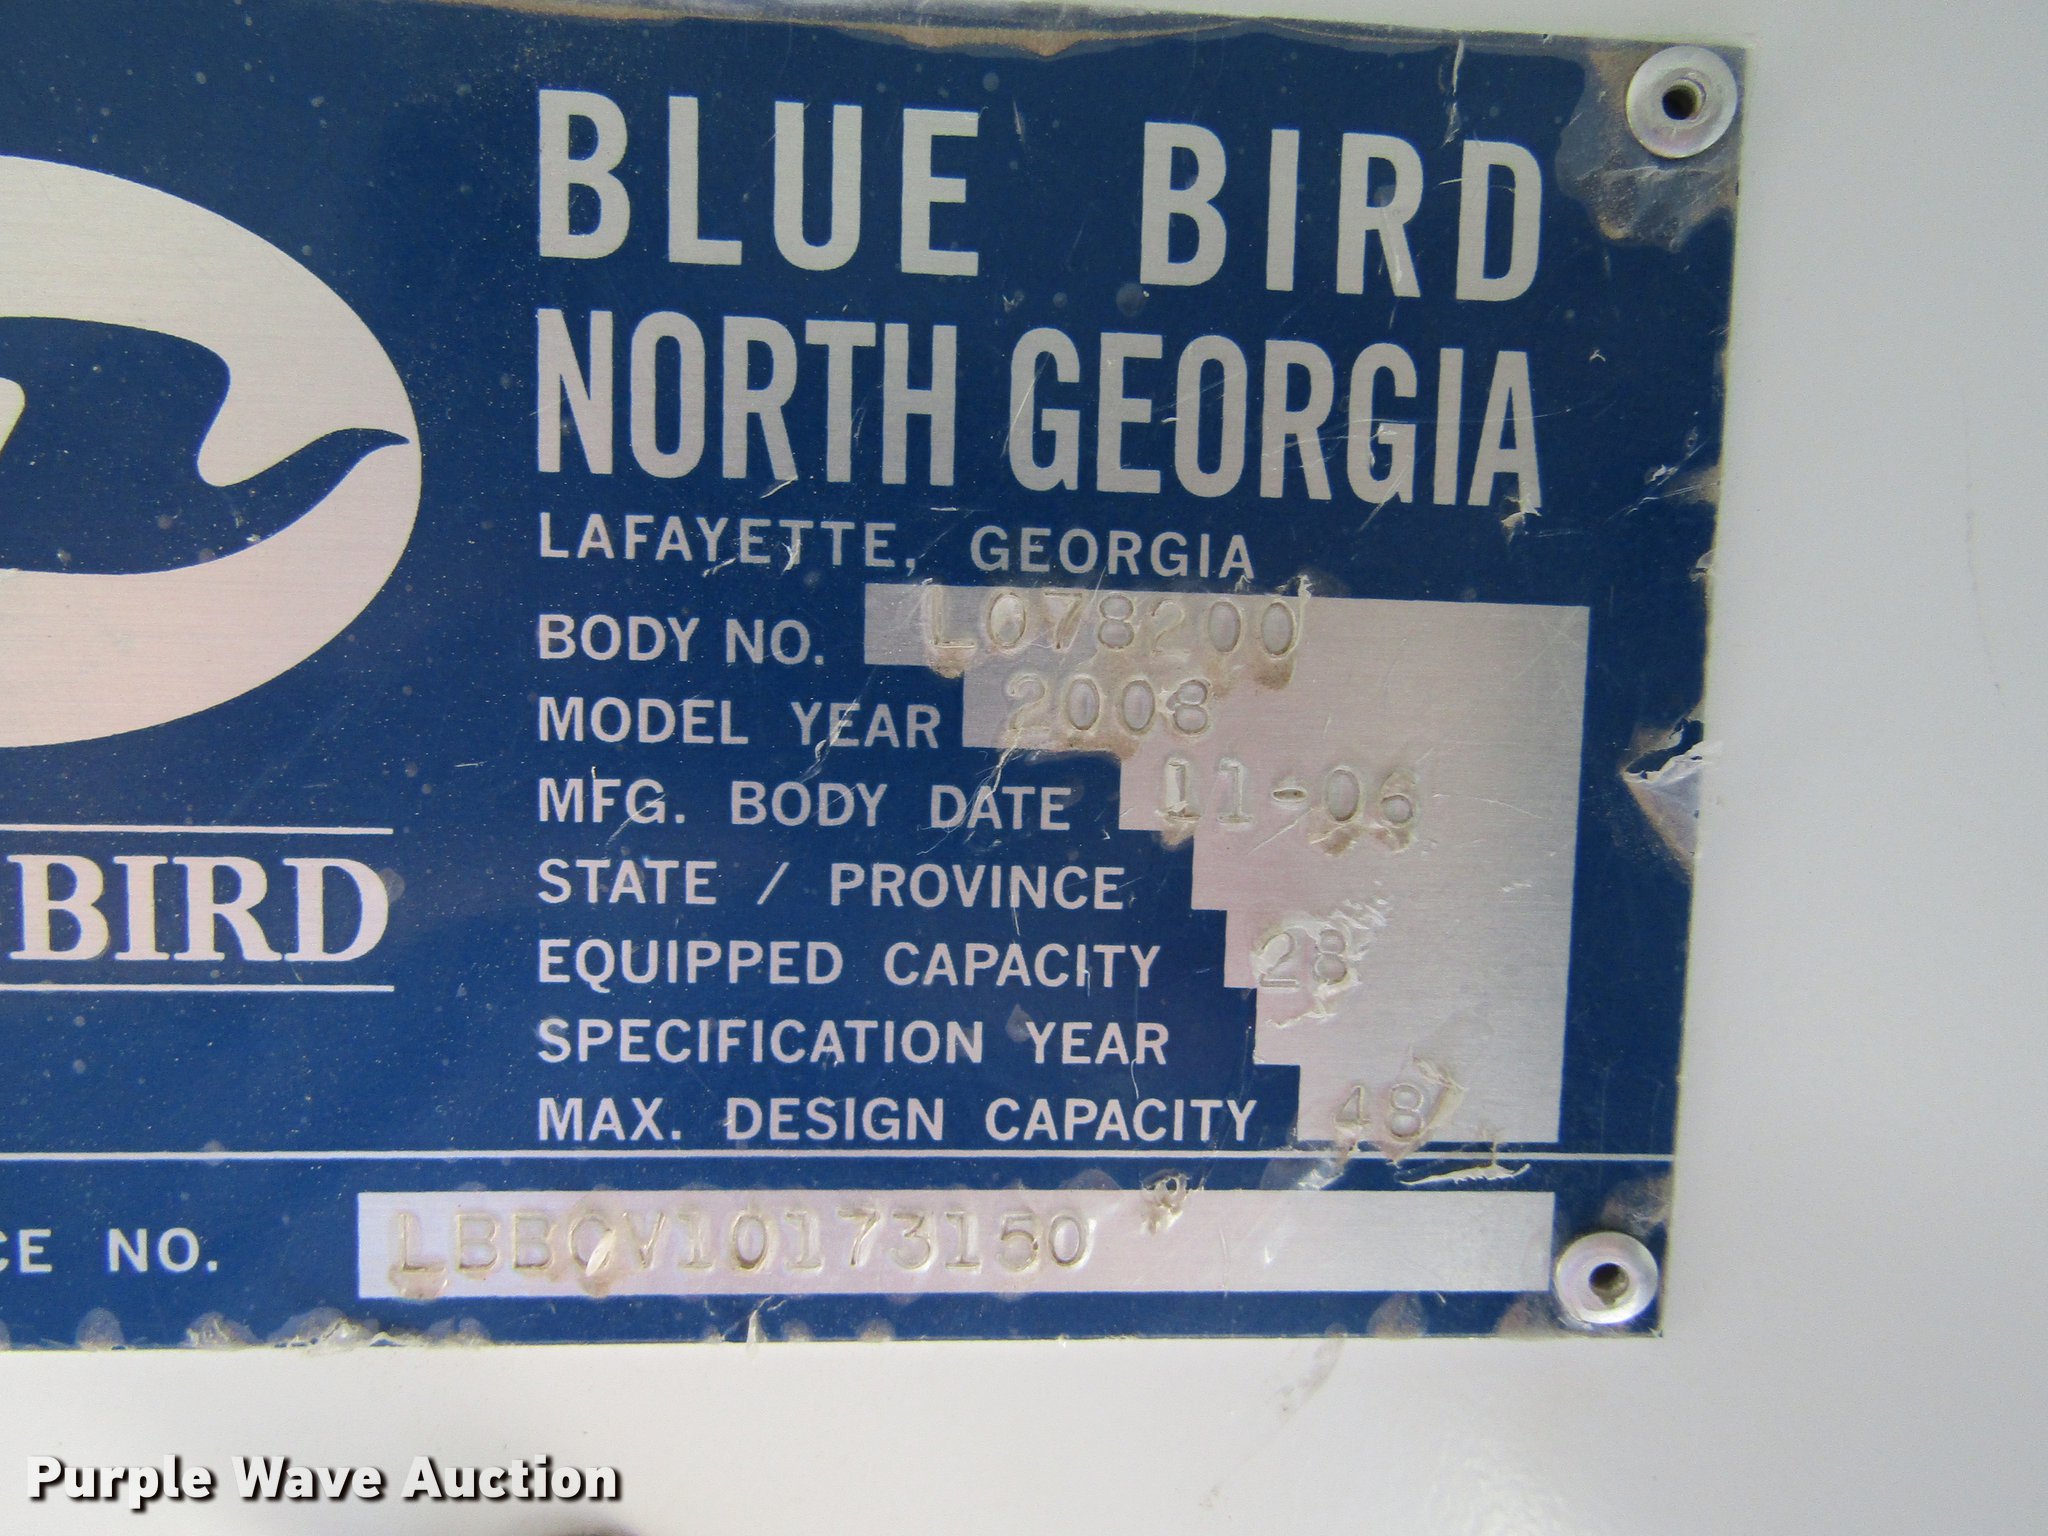 BLUE BIRD
NORTH GEORGIA
LAFAYETTE, GEORGIA
BODY NO. L078200
MODEL YEAR 2008
MFG. BODY DATE 11-06
STATE / PROVINCE
EQUIPPED CAPACITY 28
SPECIFICATION YEAR
MAX. DESIGN CAPACITY 48
BIRD
CE NO. LBBCV10173150
Purple Wave Auction